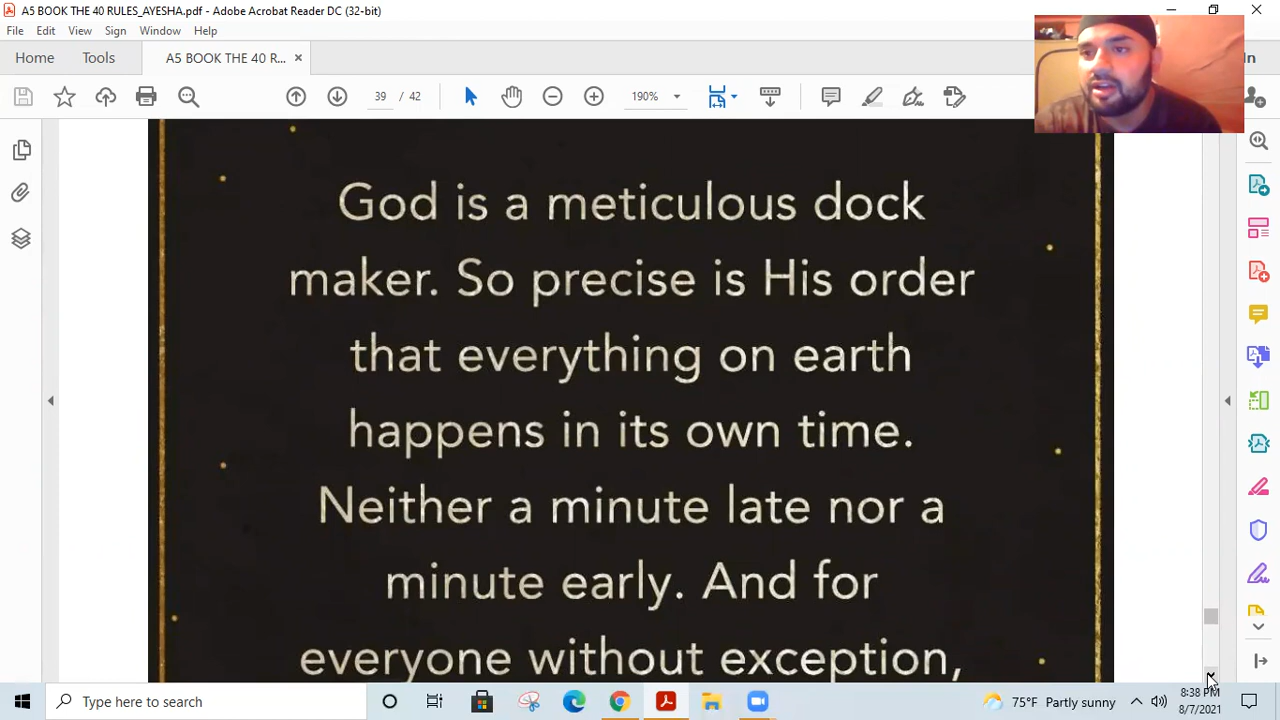 A5 BOOK THE 40 RULES_AYESHA.pdf - Adobe Acrobat Reader DC (32-bit)
File Edit View Sign Window Help
Home Tools A5 BOOK THE 40 R... In
39 / 42 190%
God is a meticulous dock
maker. So precise is His order
that everything on earth
happens in its own time.
Neither a minute late nor a
minute early. And for
everyone without exception,
Type here to search
75°F Partly sunny
8:38 PM
8/7/2021